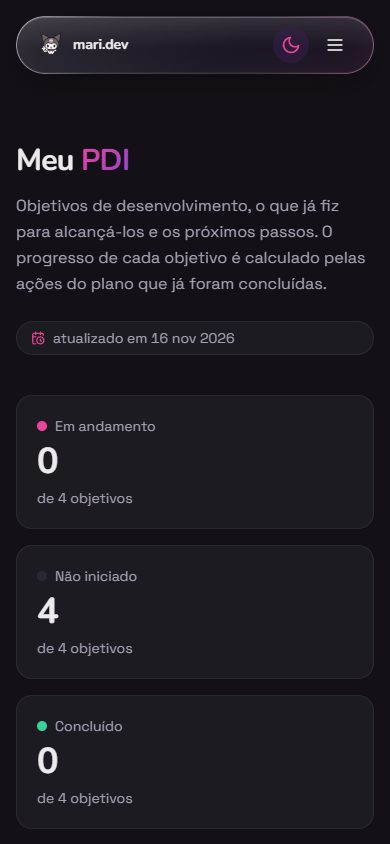 mari.dev
Meu PDI
Objetivos de desenvolvimento, o que já fiz
para alcançá-los e os próximos passos. O
progresso de cada objetivo é calculado pelas
ações do plano que já foram concluídas.
atualizado em 16 nov 2026
Em andamento
0
de 4 objetivos
Não iniciado
4
de 4 objetivos
Concluído
0
de 4 objetivos